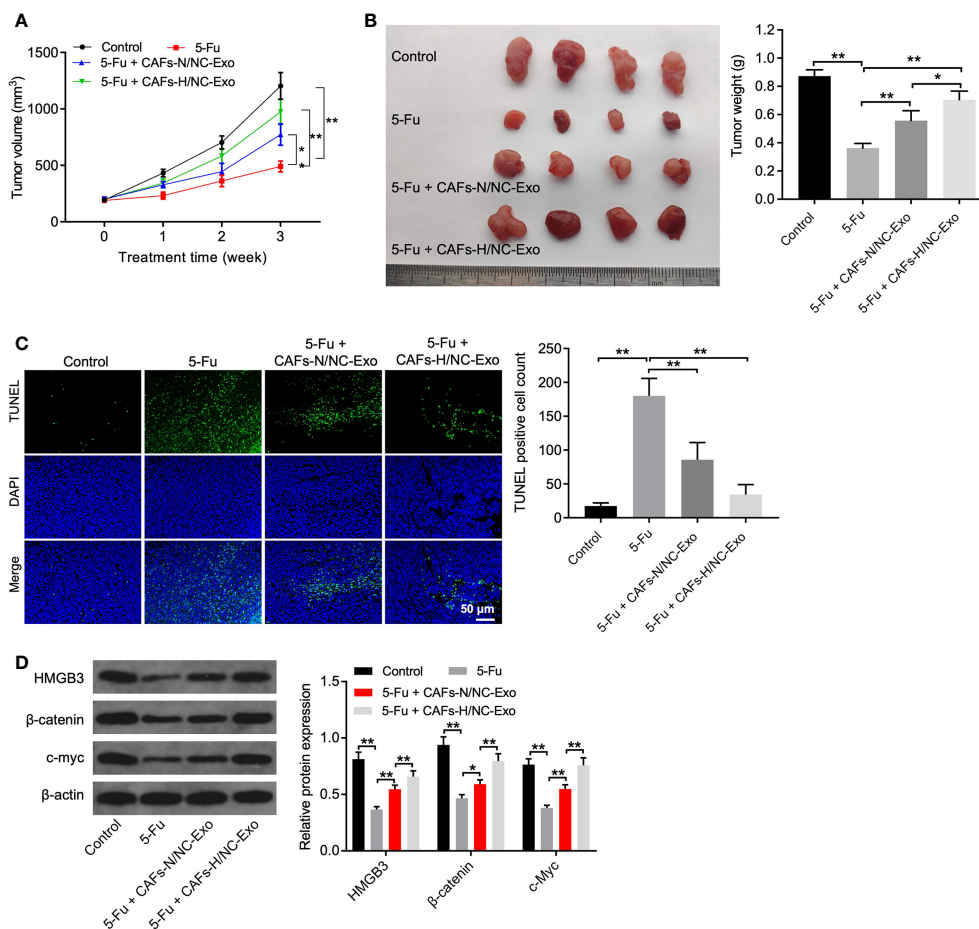 A
Control
5-Fu
5-Fu + CAFs-N/NC-Exo
5-Fu + CAFs-H/NC-Exo
Tumor volume (mm³)
1500
1000
500
0
**
**
*
*
0 1 2 3
Treatment time (week)
B
Control
5-Fu
5-Fu + CAFs-N/NC-Exo
5-Fu + CAFs-H/NC-Exo
mm
Tumor weight (g)
1.0
0.8
0.6
0.4
0.2
0.0
**
**
**
*
Control
5-Fu
5-Fu + CAFs-N/NC-Exo
5-Fu + CAFs-H/NC-Exo
C
Control
5-Fu
5-Fu +
CAFs-N/NC-Exo
5-Fu +
CAFs-H/NC-Exo
TUNEL
DAPI
Merge
50 μm
TUNEL positive cell count
250
200
150
100
50
0
**
**
**
Control
5-Fu
5-Fu + CAFs-N/NC-Exo
5-Fu + CAFs-H/NC-Exo
D
HMGB3
β-catenin
c-myc
β-actin
Control
5-Fu
5-Fu + CAFs-N/NC-Exo
5-Fu + CAFs-H/NC-Exo
Control
5-Fu
5-Fu + CAFs-N/NC-Exo
5-Fu + CAFs-H/NC-Exo
Relative protein expression
1.5
1.0
0.5
0.0
** ** **
** * **
** ** **
HMGB3
β-catenin
c-Myc